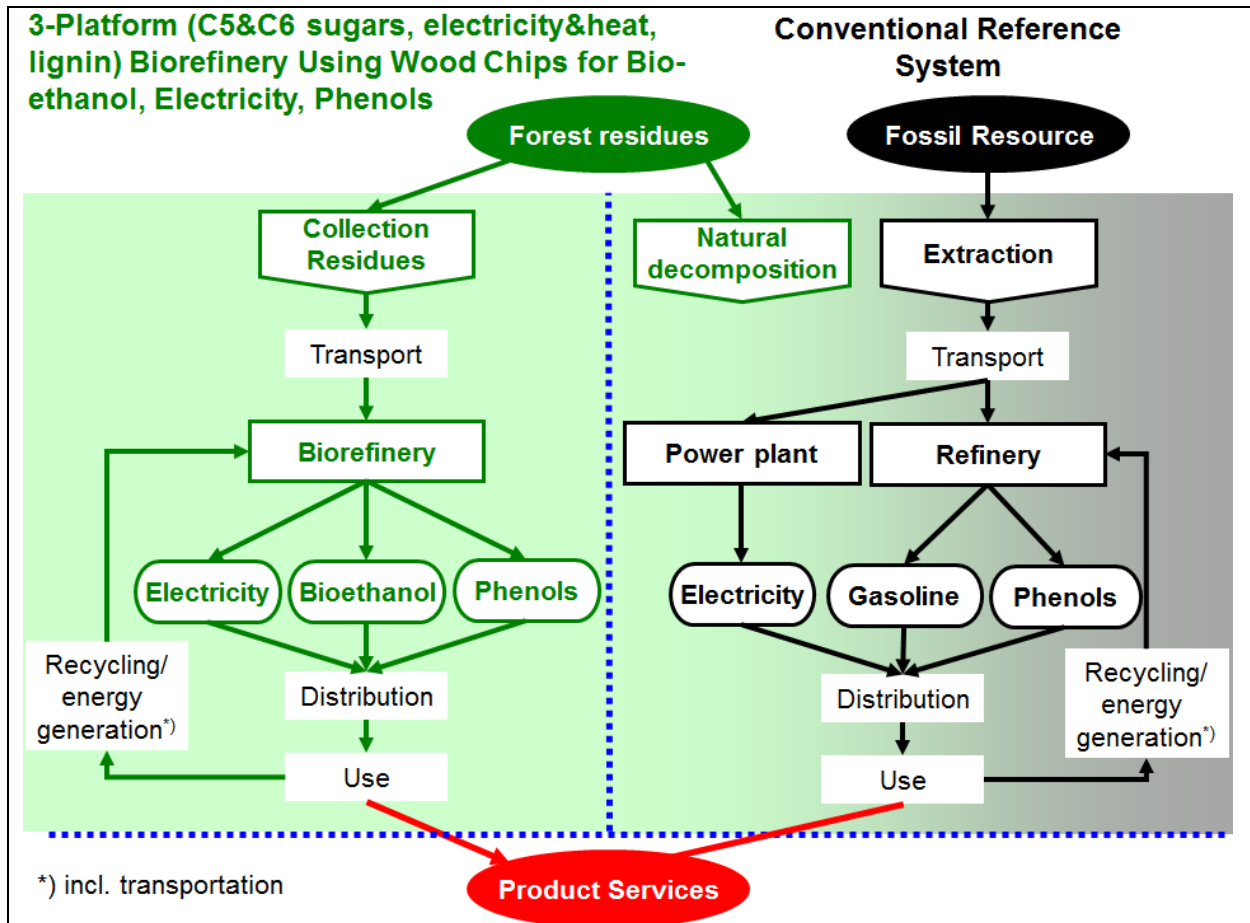 3-Platform (C5&C6 sugars, electricity&heat,
lignin) Biorefinery Using Wood Chips for Bio-
ethanol, Electricity, Phenols
Conventional Reference
System
Forest residues
Fossil Resource
Collection
Residues
Natural
decomposition
Extraction
Transport
Transport
Biorefinery
Power plant
Refinery
Electricity
Bioethanol
Phenols
Electricity
Gasoline
Phenols
Recycling/
energy
generation*)
Distribution
Distribution
Recycling/
energy
generation*)
Use
Use
*) incl. transportation
Product Services